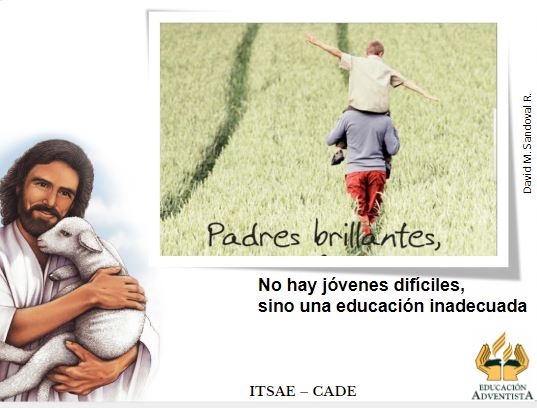 Padres brillantes,
David M. Sandoval R.
No hay jóvenes difíciles,
sino una educación inadecuada
ITSAE – CADE
EDUCACIÓN
ADVENTISTA